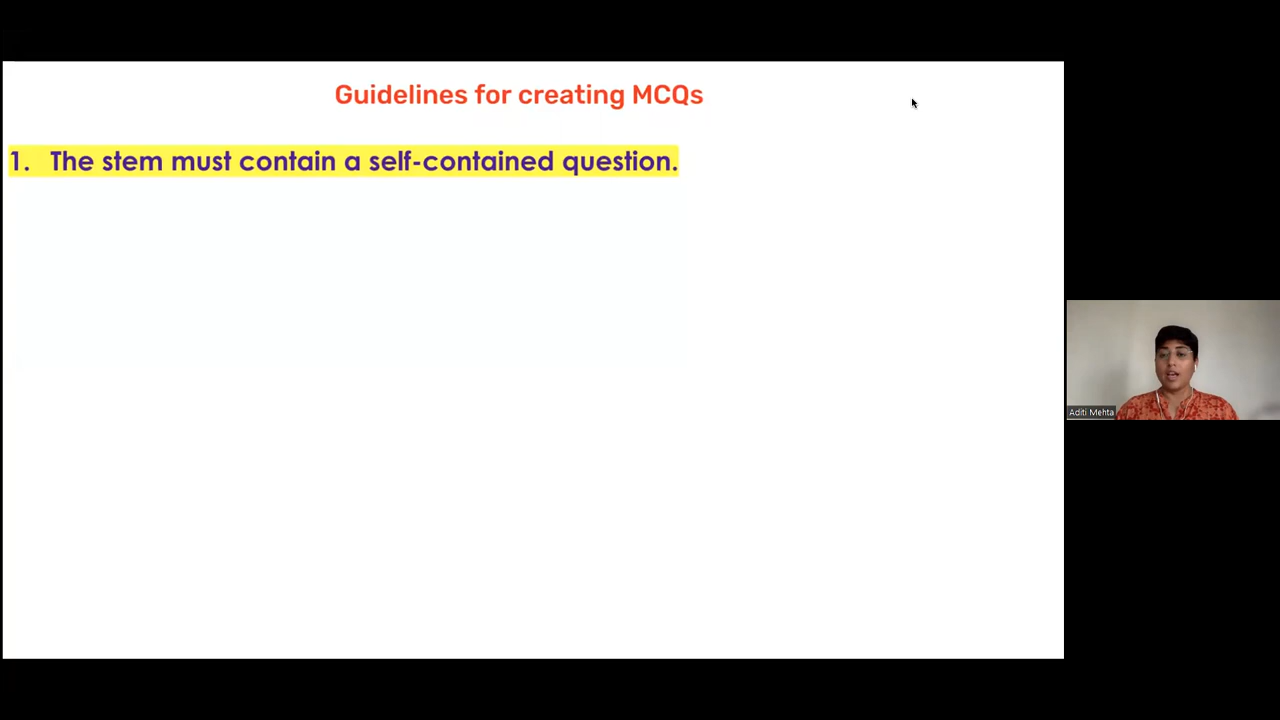 Guidelines for creating MCQs
1. The stem must contain a self-contained question.
Aditi Mehta